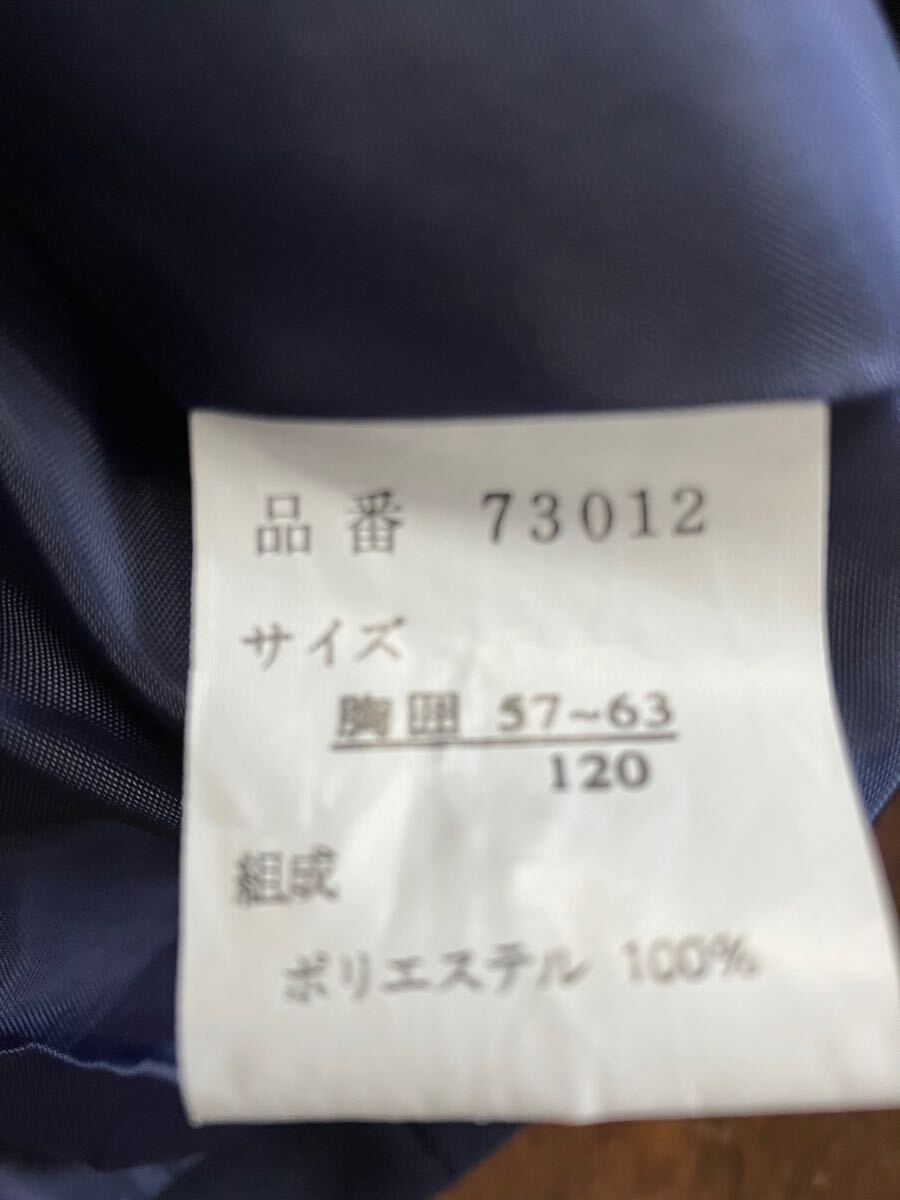 品番 73012
サイズ
胸囲 57~63
120
組成
ポリエステル 100%